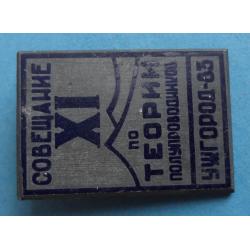 СОВЕЩАНИЕ
XI
ПО
ТЕОРИИ
ПОЛУПРОВОДНИКОВ
УЖГОРОД-83